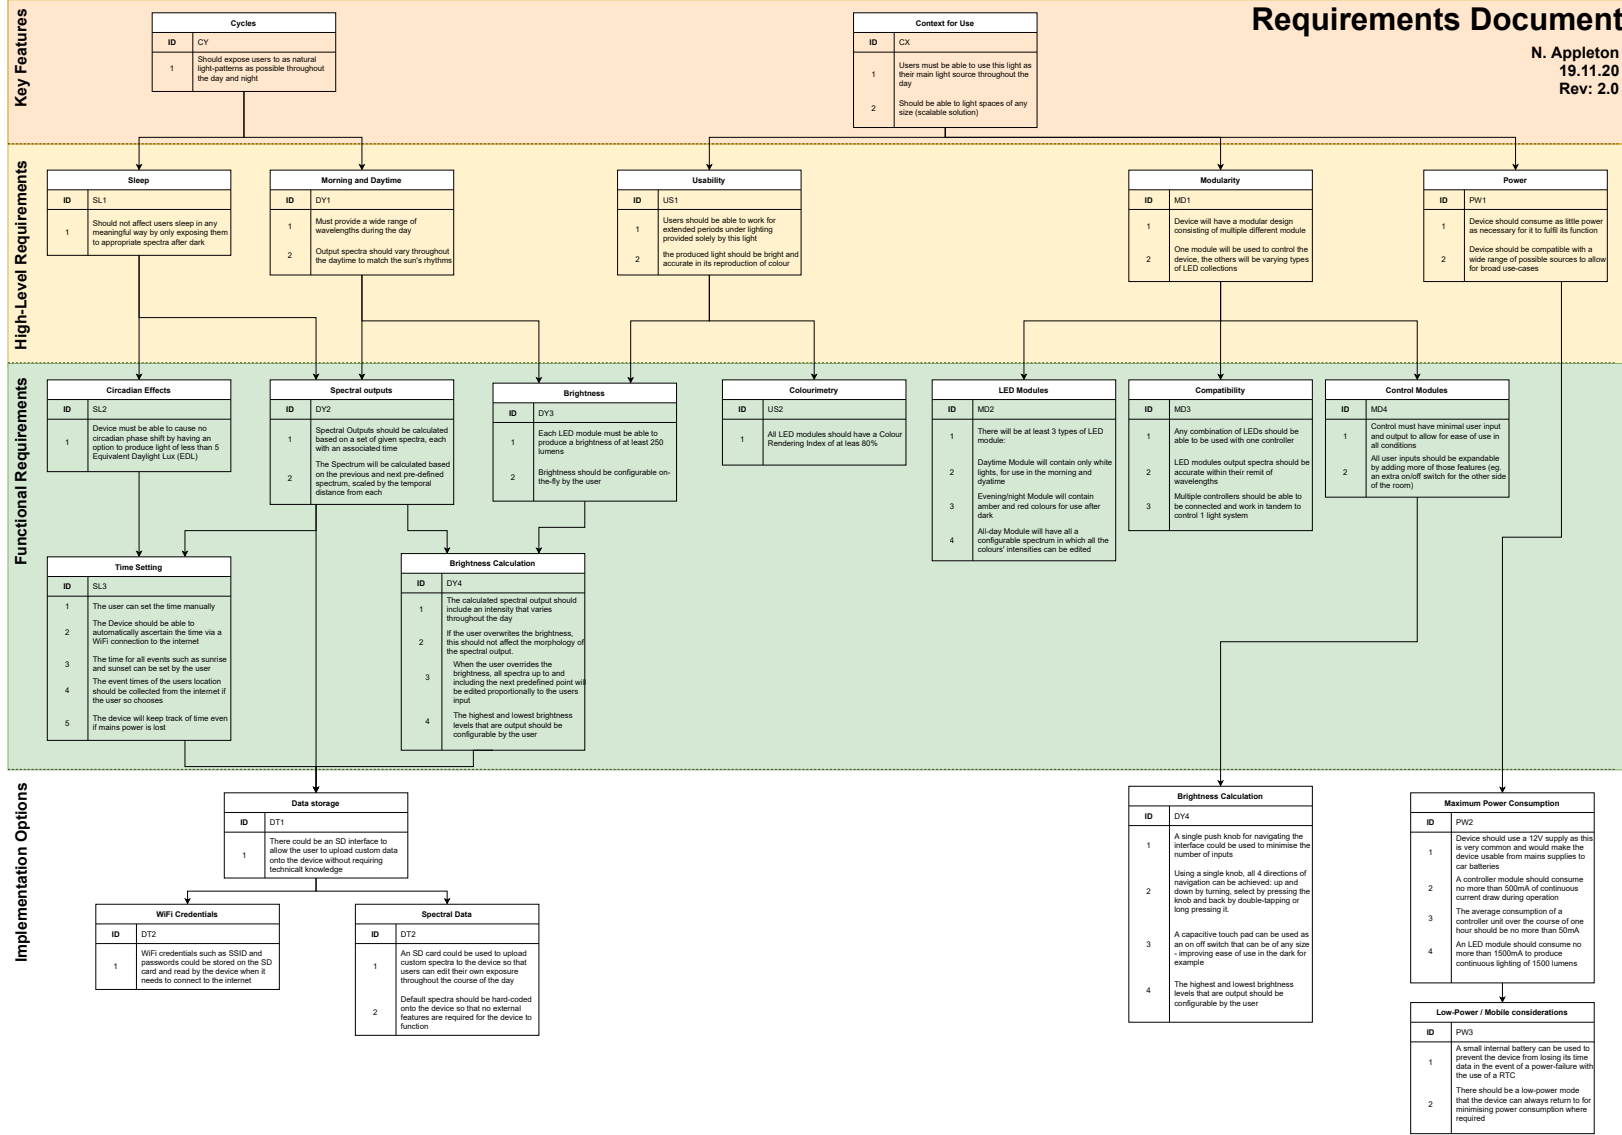 Requirements Document
N. Appleton
19.11.20
Rev: 2.0
Key Features
Cycles
ID CY
1 Should expose users to as natural
light-patterns as possible throughout
the day and night
Context for Use
ID CX
1 Users must be able to use this light as
their main light source throughout the
day
2 Should be able to light spaces of any
size (scalable solution)
High-Level Requirements
Sleep
ID SL1
1 Should not affect users sleep in any
meaningful way by only exposing them
to appropriate spectra after dark
Morning and Daytime
ID DY1
1 Must provide a wide range of
wavelengths during the day
2 Output spectra should vary throughout
the daytime to match the sun's rhythms
Usability
ID US1
1 Users should be able to work for
extended periods under lighting
provided solely by this light
2 the produced light should be bright and
accurate in its reproduction of colour
Modularity
ID MD1
1 Device will have a modular design
consisting of multiple different module
2 One module will be used to control the
device, the others will be varying types
of LED collections
Power
ID PW1
1 Device should consume as little power
as necessary for it to fulfil its function
2 Device should be compatible with a
wide range of possible sources to allow
for broad use-cases
Functional Requirements
Circadian Effects
ID SL2
1 Device must be able to cause no
circadian phase shift by having an
option to produce light of less than 5
Equivalent Daylight Lux (EDL)
Spectral outputs
ID DY2
1 Spectral Outputs should be calculated
based on a set of given spectra, each
with an associated time
2 The Spectrum will be calculated based
on the previous and next pre-defined
spectrum, scaled by the temporal
distance from each
Brightness
ID DY3
1 Each LED module must be able to
produce a brightness of at least 250
lumens
2 Brightness should be configurable on-
the-fly by the user
Colourimetry
ID US2
1 All LED modules should have a Colour
Rendering Index of at leas 80%
LED Modules
ID MD2
1 There will be at least 3 types of LED
module:
2 Daytime Module will contain only white
lights, for use in the morning and
dyatime
3 Evening/night Module will contain
amber and red colours for use after
dark
4 All-day Module will have all a
configurable spectrum in which all the
colours' intensities can be edited
Compatibility
ID MD3
1 Any combination of LEDs should be
able to be used with one controller
2 LED modules output spectra should be
accurate within their remit of
wavelengths
3 Multiple controllers should be able to
be connected and work in tandem to
control 1 light system
Control Modules
ID MD4
1 Control must have minimal user input
and output to allow for ease of use in
all conditions
2 All user inputs should be expandable
by adding more of those features (eg.
an extra on/off switch for the other side
of the room)
Time Setting
ID SL3
1 The user can set the time manually
2 The Device should be able to
automatically ascertain the time via a
WiFi connection to the internet
3 The time for all events such as sunrise
and sunset can be set by the user
4 The event times of the users location
should be collected from the internet if
the user so chooses
5 The device will keep track of time even
if mains power is lost
Brightness Calculation
ID DY4
1 The calculated spectral output should
include an intensity that varies
throughout the day
2 If the user overwrites the brightness,
this should not affect the morphology of
the spectral output.
3 When the user overrides the
brightness, all spectra up to and
including the next predefined point will
be edited proportionally to the users
input
4 The highest and lowest brightness
levels that are output should be
configurable by the user
Implementation Options
Data storage
ID DT1
1 There could be an SD interface to
allow the user to upload custom data
onto the device without requiring
technicalt knowledge
WiFi Credentials
ID DT2
1 WiFi credentials such as SSID and
passwords could be stored on the SD
card and read by the device when it
needs to connect to the internet
Spectral Data
ID DT2
1 An SD card could be used to upload
custom spectra to the device so that
users can edit their own exposure
throughout the course of the day
2 Default spectra should be hard-coded
onto the device so that no external
features are required for the device to
function
Brightness Calculation
ID DY4
1 A single push knob for navigating the
interface could be used to minimise the
number of inputs
2 Using a single knob, all 4 directions of
navigation can be achieved: up and
down by turning, select by pressing the
knob and back by double-tapping or
long pressing it.
3 A capacitive touch pad can be used as
an on off switch that can be of any size
- improving ease of use in the dark for
example
4 The highest and lowest brightness
levels that are output should be
configurable by the user
Maximum Power Consumption
ID PW2
1 Device should use a 12V supply as this
is very common and would make the
device usable from mains supplies to
car batteries
2 A controller module should consume
no more than 500mA of continuous
current draw during operation
3 The average consumption of a
controller unit over the course of one
hour should be no more than 50mA
4 An LED module should consume no
more than 1500mA to produce
continuous lighting of 1500 lumens
Low-Power / Mobile considerations
ID PW3
1 A small internal battery can be used to
prevent the device from losing its time
data in the event of a power-failure with
the use of a RTC
2 There should be a low-power mode
that the device can always return to for
minimising power consumption where
required